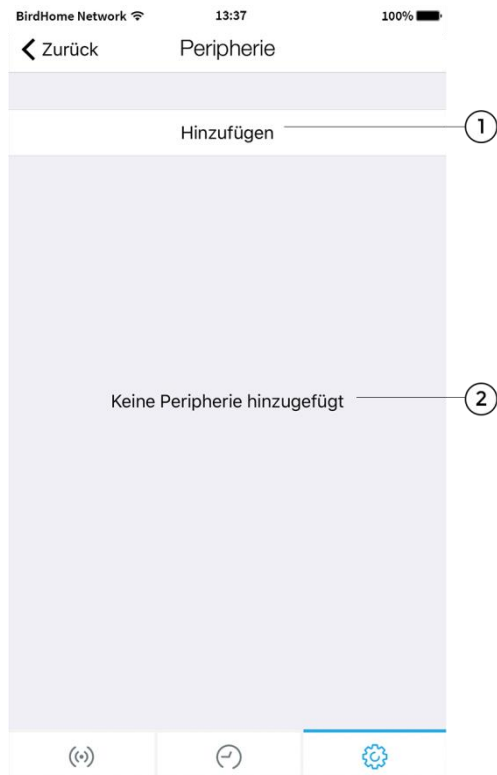 BirdHome Network 13:37 100%
Zurück Peripherie
Hinzufügen 1
Keine Peripherie hinzugefügt 2